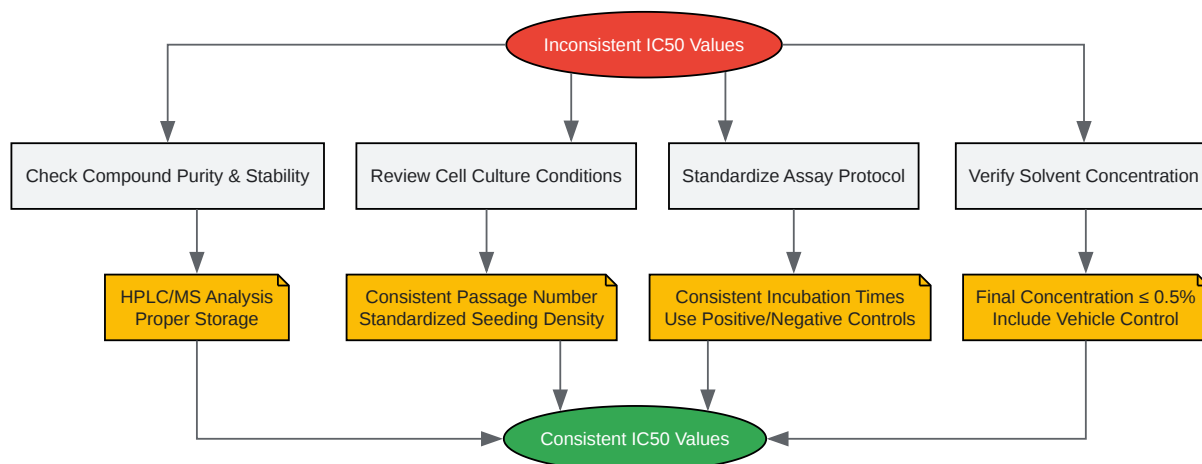 Inconsistent IC50 Values
Check Compound Purity & Stability
Review Cell Culture Conditions
Standardize Assay Protocol
Verify Solvent Concentration
HPLC/MS Analysis
Proper Storage
Consistent Passage Number
Standardized Seeding Density
Consistent Incubation Times
Use Positive/Negative Controls
Final Concentration ≤ 0.5%
Include Vehicle Control
Consistent IC50 Values